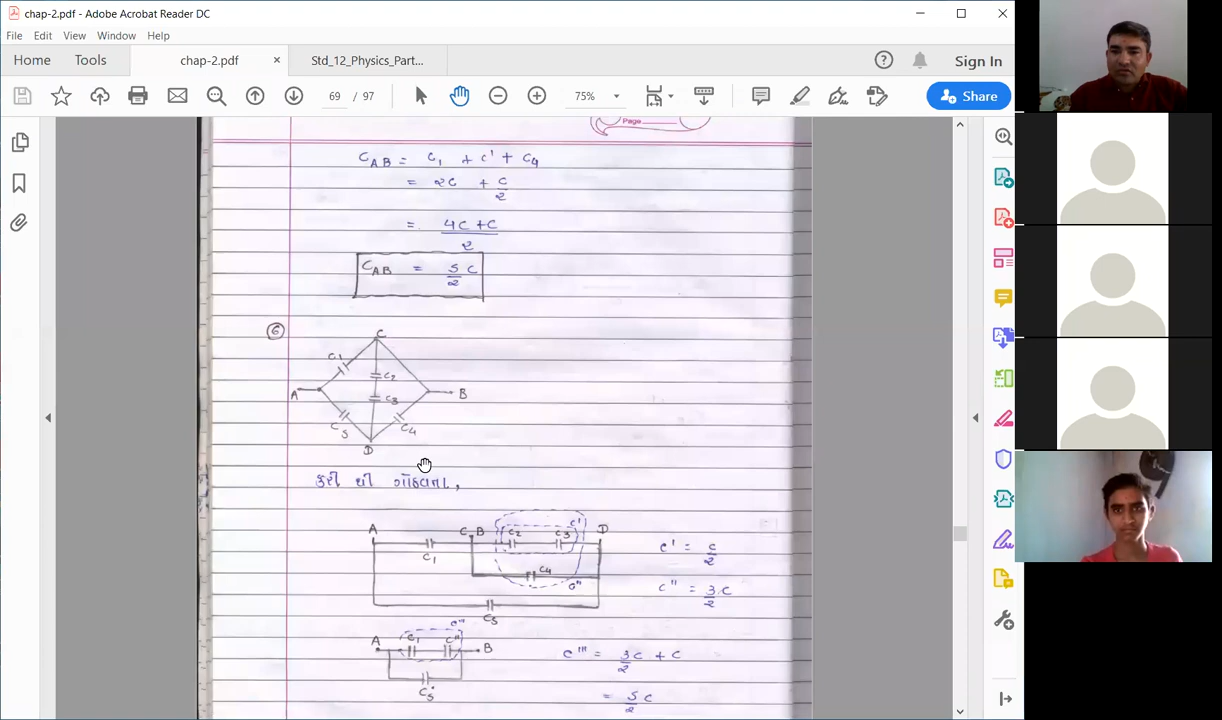 chap-2.pdf - Adobe Acrobat Reader DC
File Edit View Window Help
Home Tools chap-2.pdf × Std_12_Physics_Part... Sign In
69 / 97 75% Share
Page
C_AB = C₁ + C' + C₄
= 2C + C/2
= 4C + C / 2
C_AB = 5/2 C
6
C
C₁
C₂
A B
C₃
C₅ C₄
D
ફરી થી ગોઠવતા,
A C B C₂ C₃ C' D
C₁
C' = C/2
C₄
C"
C" = 3C/2
C₅
C'''
A C₁ C" B
C''' = 3C/2 + C
C₅
= 5C/2